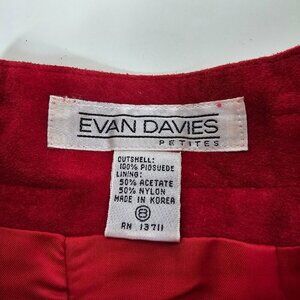 EVAN DAVIES
PETITES
OUTSHELL:
100% PIGSUEDE
LINING:
50% ACETATE
50% NYLON
MADE IN KOREA
8
RN 13711